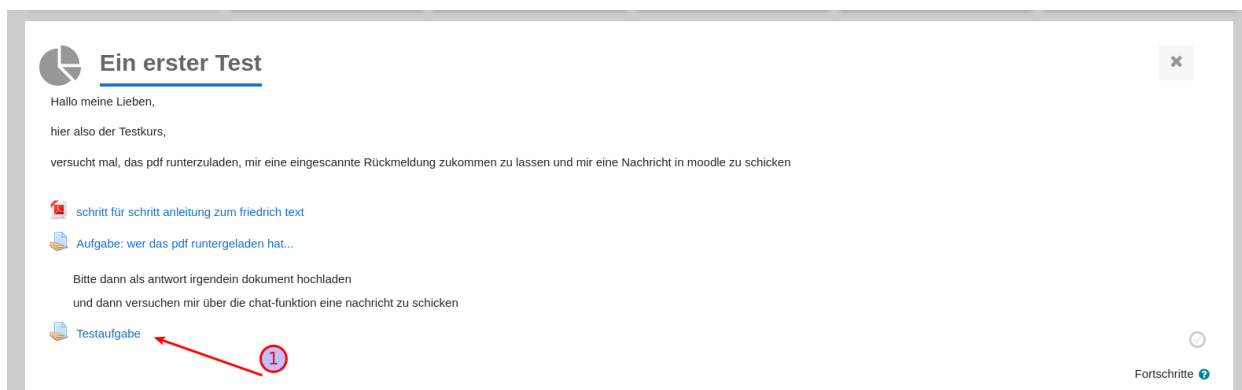 Ein erster Test
Hallo meine Lieben,
hier also der Testkurs,
versucht mal, das pdf runterzuladen, mir eine eingescannte Rückmeldung zukommen zu lassen und mir eine Nachricht in moodle zu schicken
schritt für schritt anleitung zum friedrich text
Aufgabe: wer das pdf runtergeladen hat...
Bitte dann als antwort irgendein dokument hochladen
und dann versuchen mir über die chat-funktion eine nachricht zu schicken
Testaufgabe
1
Fortschritte ?